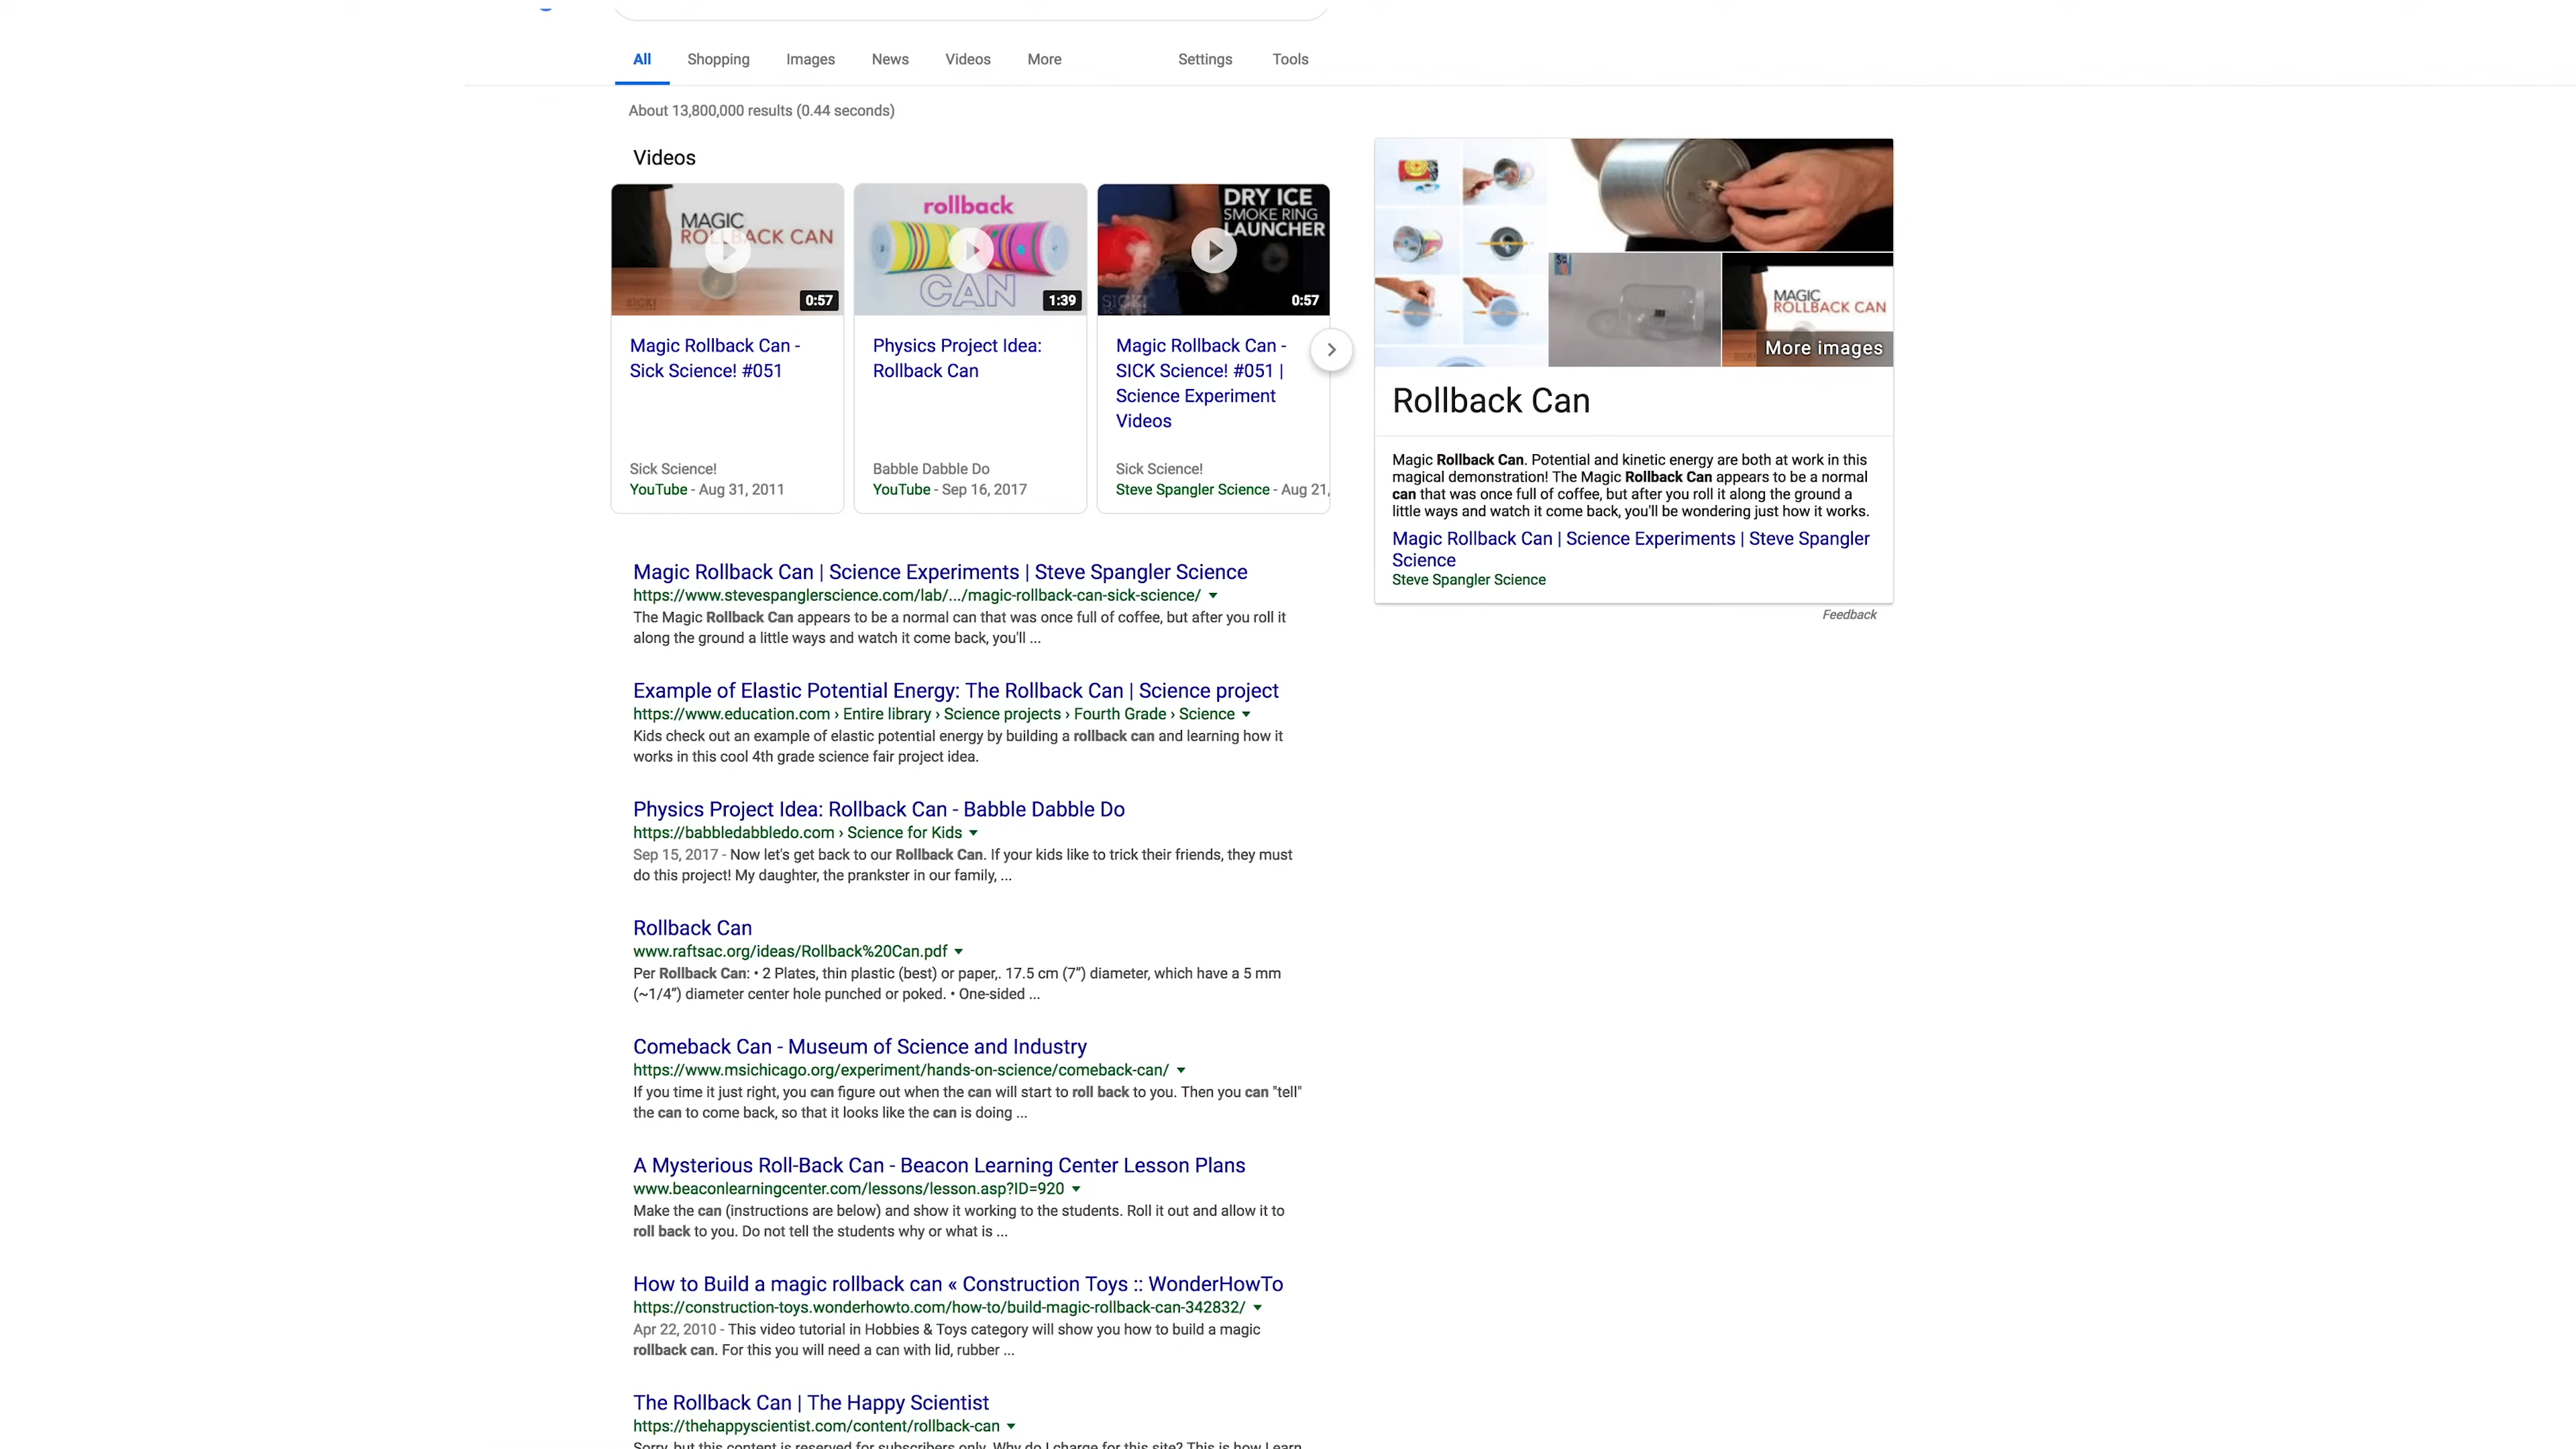 All Shopping Images News Videos More Settings Tools
About 13,800,000 results (0.44 seconds)
Videos
MAGIC
ROLLBACK CAN
SICK!
0:57
Magic Rollback Can -
Sick Science! #051
Sick Science!
YouTube - Aug 31, 2011
rollback
CAN
1:39
Physics Project Idea:
Rollback Can
Babble Dabble Do
YouTube - Sep 16, 2017
DRY ICE
SMOKE RING
LAUNCHER
SICK!
0:57
Magic Rollback Can -
SICK Science! #051 |
Science Experiment
Videos
Sick Science!
Steve Spangler Science - Aug 21,
Magic Rollback Can | Science Experiments | Steve Spangler Science
https://www.stevespanglerscience.com/lab/.../magic-rollback-can-sick-science/
The Magic Rollback Can appears to be a normal can that was once full of coffee, but after you roll it
along the ground a little ways and watch it come back, you'll ...
Example of Elastic Potential Energy: The Rollback Can | Science project
https://www.education.com › Entire library › Science projects › Fourth Grade › Science
Kids check out an example of elastic potential energy by building a rollback can and learning how it
works in this cool 4th grade science fair project idea.
Physics Project Idea: Rollback Can - Babble Dabble Do
https://babbledabbledo.com › Science for Kids
Sep 15, 2017 - Now let's get back to our Rollback Can. If your kids like to trick their friends, they must
do this project! My daughter, the prankster in our family, ...
Rollback Can
www.raftsac.org/ideas/Rollback%20Can.pdf
Per Rollback Can: • 2 Plates, thin plastic (best) or paper,. 17.5 cm (7”) diameter, which have a 5 mm
(~1/4”) diameter center hole punched or poked. • One-sided ...
Comeback Can - Museum of Science and Industry
https://www.msichicago.org/experiment/hands-on-science/comeback-can/
If you time it just right, you can figure out when the can will start to roll back to you. Then you can "tell"
the can to come back, so that it looks like the can is doing ...
A Mysterious Roll-Back Can - Beacon Learning Center Lesson Plans
www.beaconlearningcenter.com/lessons/lesson.asp?ID=920
Make the can (instructions are below) and show it working to the students. Roll it out and allow it to
roll back to you. Do not tell the students why or what is ...
How to Build a magic rollback can « Construction Toys :: WonderHowTo
https://construction-toys.wonderhowto.com/how-to/build-magic-rollback-can-342832/
Apr 22, 2010 - This video tutorial in Hobbies & Toys category will show you how to build a magic
rollback can. For this you will need a can with lid, rubber ...
The Rollback Can | The Happy Scientist
https://thehappyscientist.com/content/rollback-can
Sorry, but this content is reserved for subscribers only. Why do I charge for this site? This is how I earn
MAGIC
ROLLBACK CAN
More images
Rollback Can
Magic Rollback Can. Potential and kinetic energy are both at work in this
magical demonstration! The Magic Rollback Can appears to be a normal
can that was once full of coffee, but after you roll it along the ground a
little ways and watch it come back, you'll be wondering just how it works.
Magic Rollback Can | Science Experiments | Steve Spangler
Science
Steve Spangler Science
Feedback